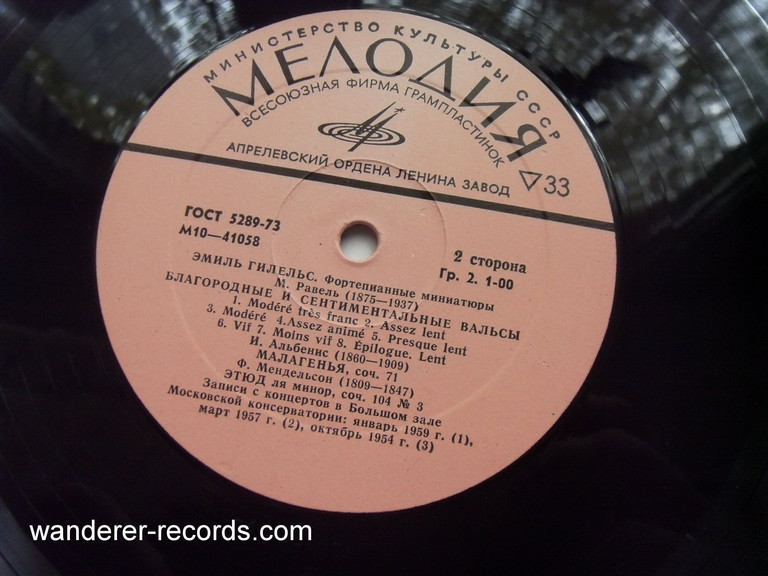 МИНИСТЕРСТВО КУЛЬТУРЫ СССР
МЕЛОДИЯ
ВСЕСОЮЗНАЯ ФИРМА ГРАМПЛАСТИНОК
АПРЕЛЕВСКИЙ ОРДЕНА ЛЕНИНА ЗАВОД
33
ГОСТ 5289-73
М10—41058
2 сторона
Гр. 2. 1-00
ЭМИЛЬ ГИЛЕЛЬС. Фортепианные миниатюры
М. Равель (1875—1937)
БЛАГОРОДНЫЕ И СЕНТИМЕНТАЛЬНЫЕ ВАЛЬСЫ
1. Modéré très franc 2. Assez lent
3. Modéré 4.Assez animé 5. Presque lent
6. Vif 7. Moins vif 8. Épilogue. Lent
И. Альбенис (1860—1909)
МАЛАГЕНЬЯ, соч. 71
Ф. Мендельсон (1809—1847)
ЭТЮД ля минор, соч. 104 № 3
Записи с концертов в Большом зале
Московской консерватории: январь 1959 г. (1),
март 1957 г. (2), октябрь 1954 г. (3)
wanderer-records.com